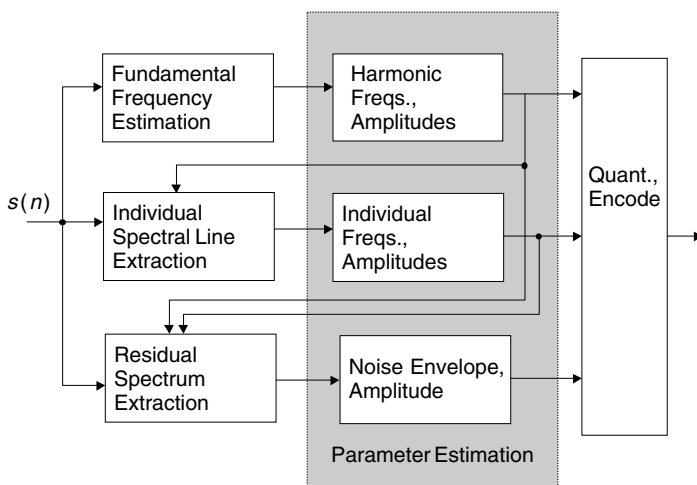 Fundamental
Frequency
Estimation
Harmonic
Freqs.,
Amplitudes
Quant.,
Encode
s(n)
Individual
Spectral Line
Extraction
Individual
Freqs.,
Amplitudes
Residual
Spectrum
Extraction
Noise Envelope,
Amplitude
Parameter Estimation